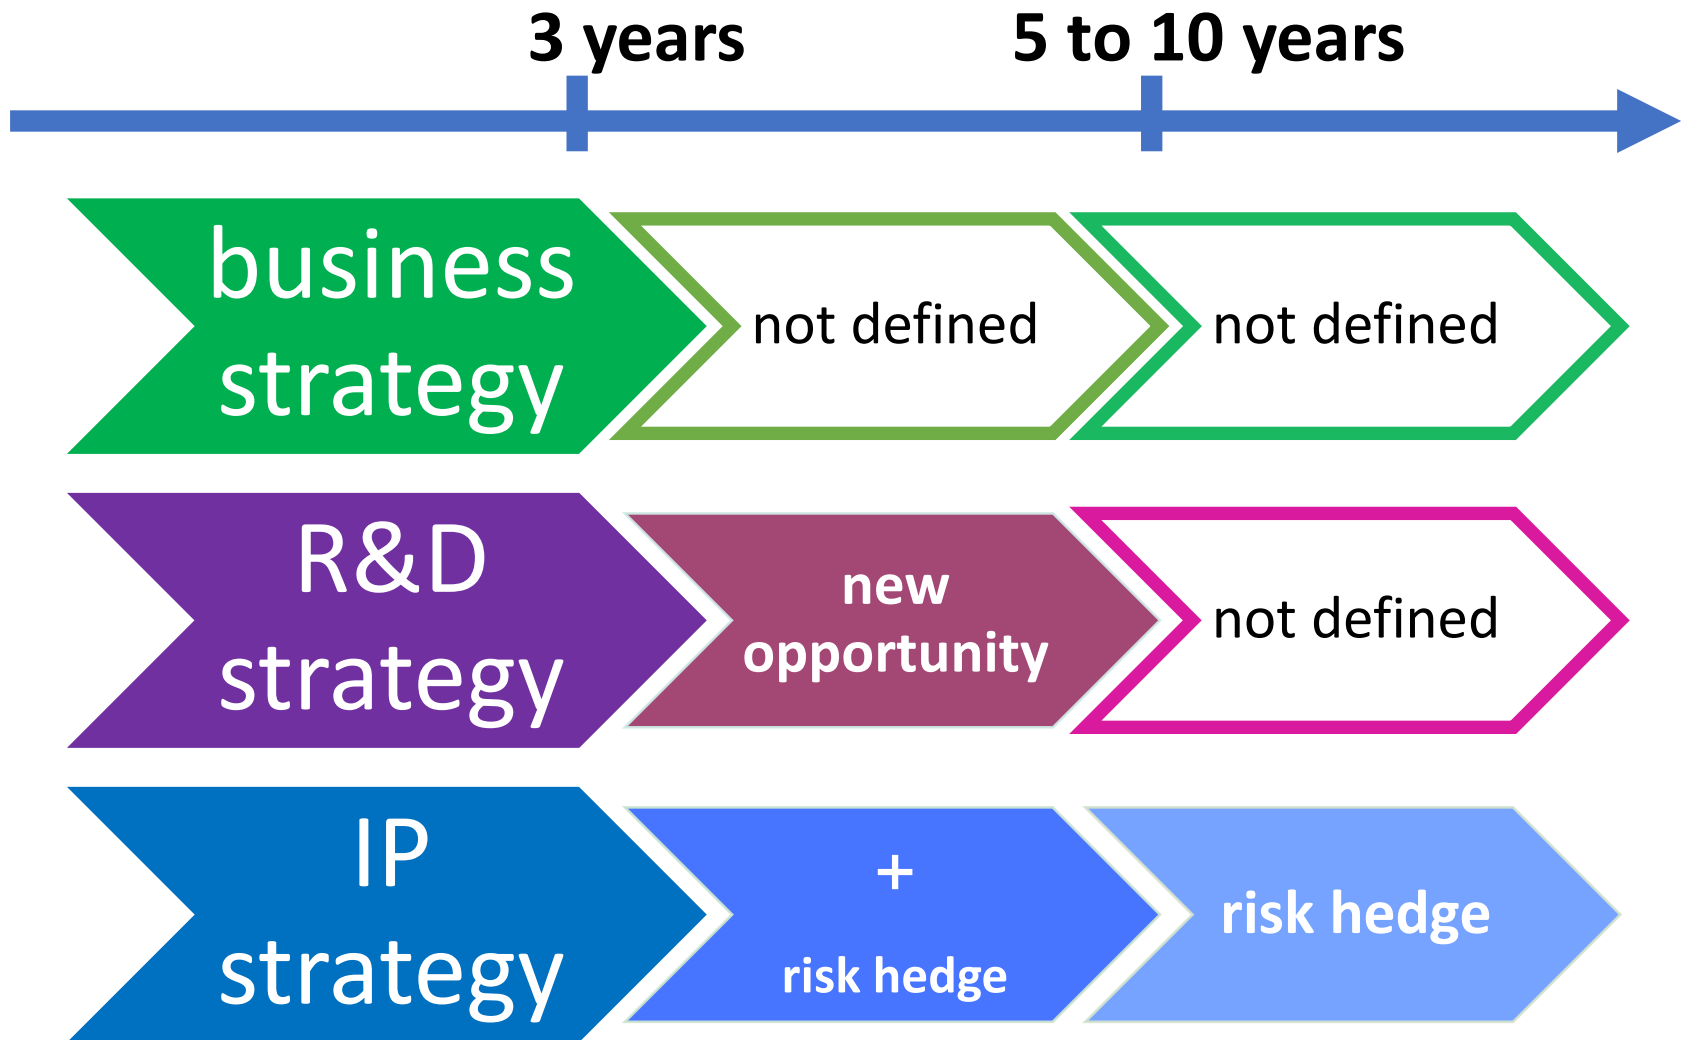 3 years
5 to 10 years
business
strategy
not defined
not defined
R&D
strategy
new
opportunity
not defined
IP
strategy
+
risk hedge
risk hedge